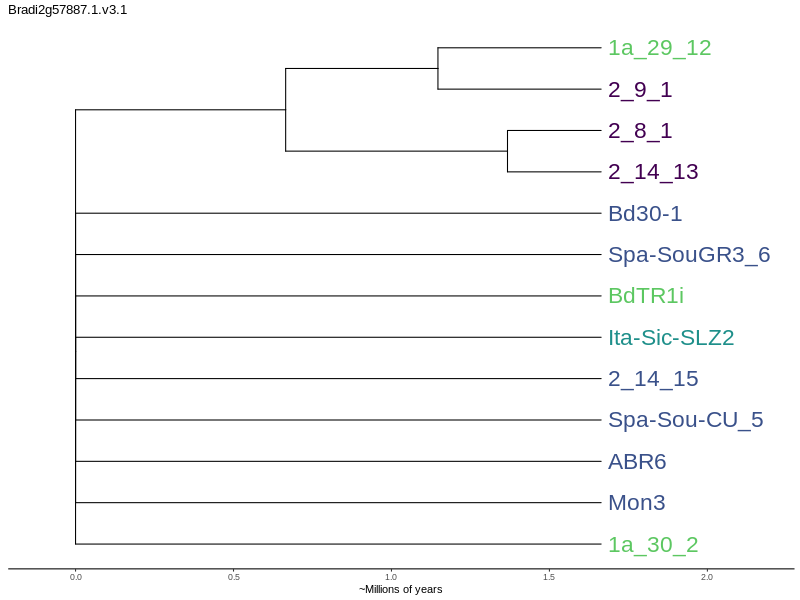 Bradi2g57887.1.v3.1
1a_29_12
2_9_1
2_8_1
2_14_13
Bd30-1
Spa-SouGR3_6
BdTR1i
Ita-Sic-SLZ2
2_14_15
Spa-Sou-CU_5
ABR6
Mon3
1a_30_2
0.0 0.5 1.0 1.5 2.0
~Millions of years